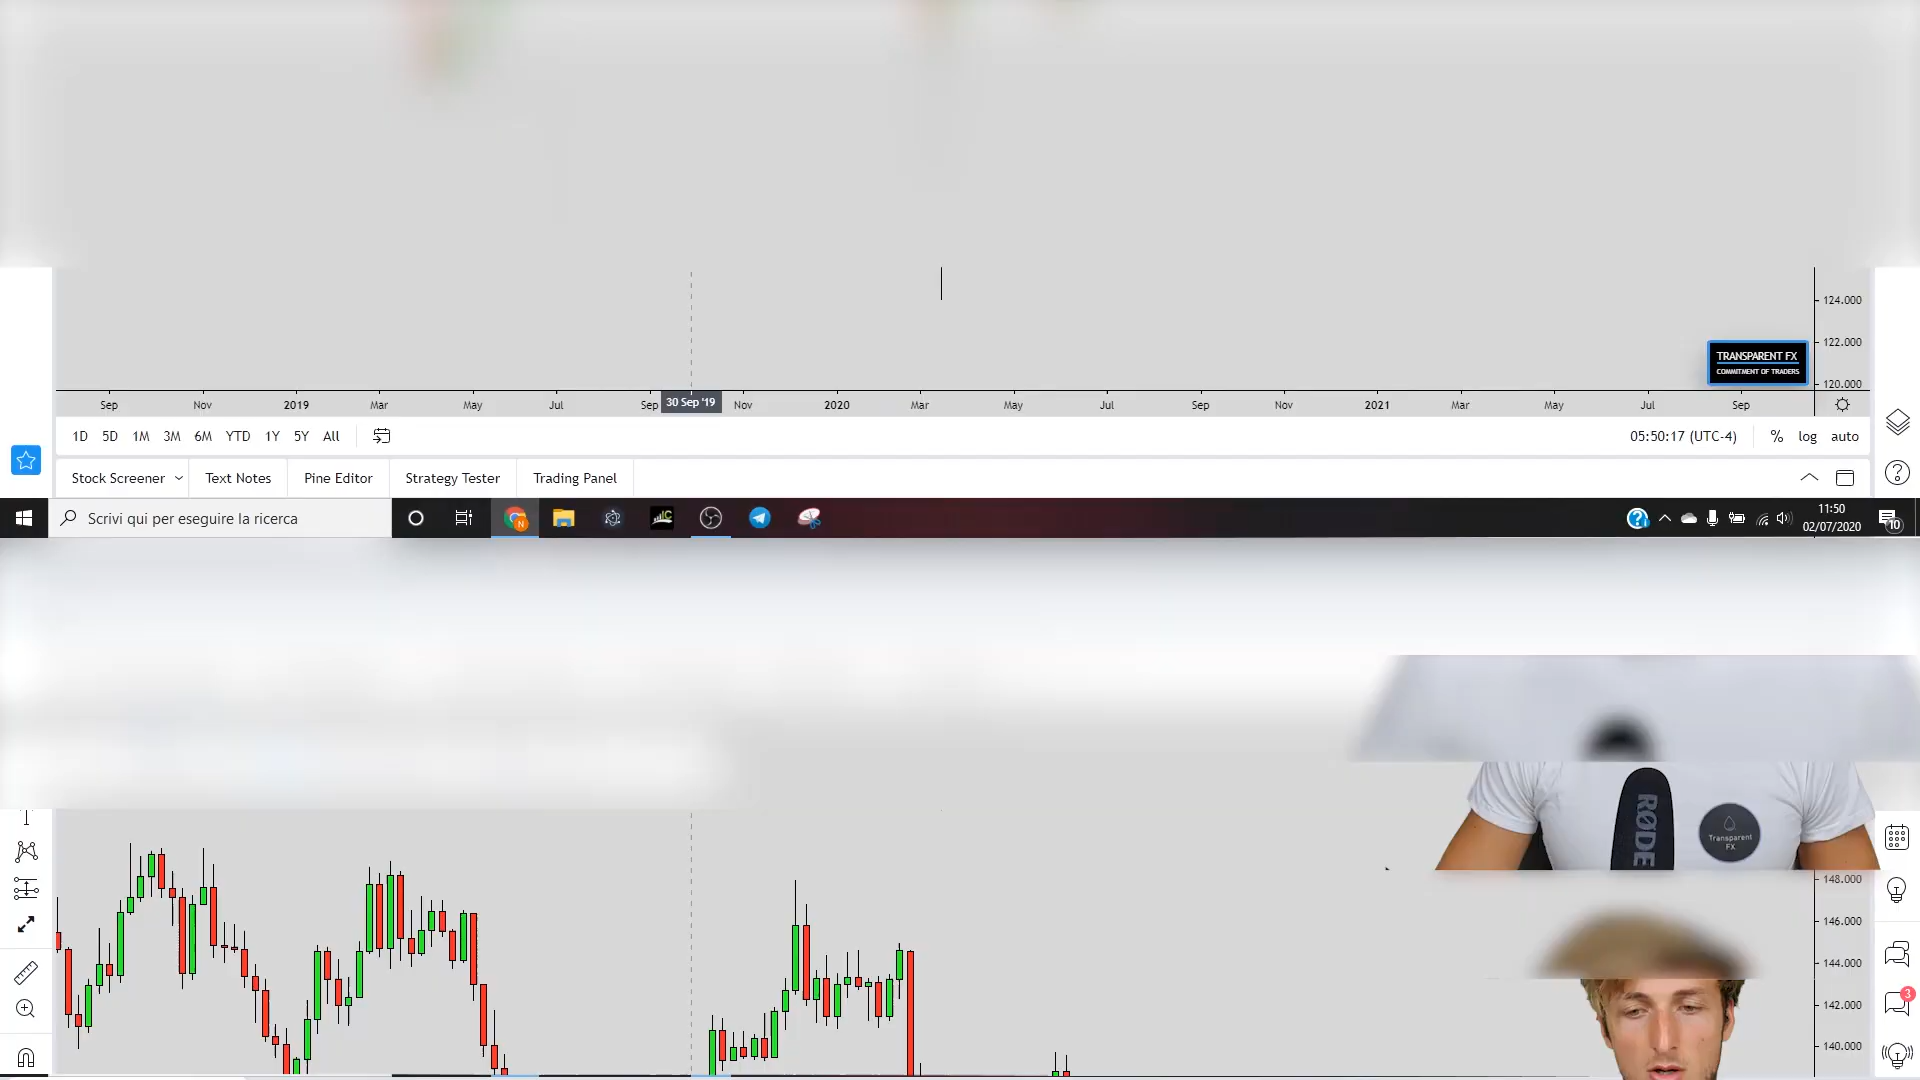 124.000
122.000
TRANSPARENT FX
COMMITMENT OF TRADERS
120.000
Sep Nov 2019 Mar May Jul Sep 30 Sep '19 Nov 2020 Mar May Jul Sep Nov 2021 Mar May Jul Sep
1D 5D 1M 3M 6M YTD 1Y 5Y All 05:50:17 (UTC-4) % log auto
Stock Screener Text Notes Pine Editor Strategy Tester Trading Panel
Scrivi qui per eseguire la ricerca
11:50
02/07/2020
10
RØDE
Transparent
FX
148.000
146.000
144.000
3
142.000
140.000